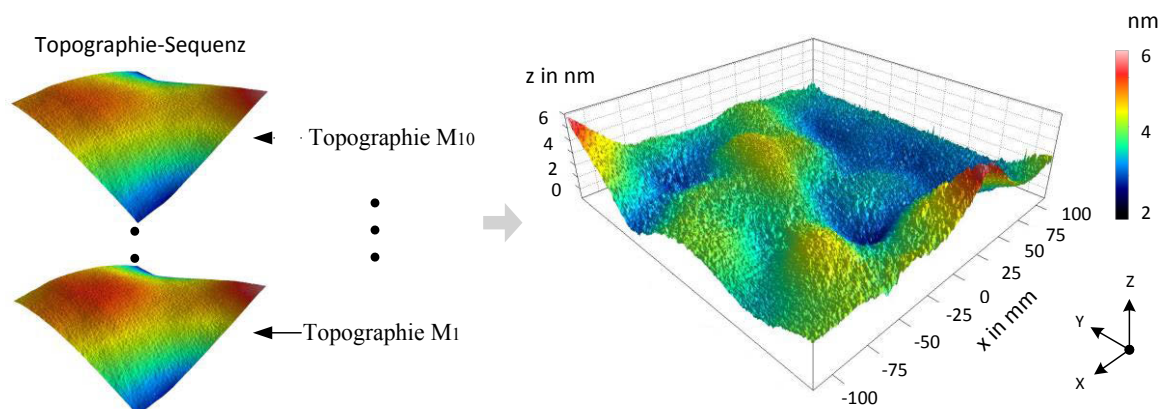 Topographie-Sequenz
Topographie M10
Topographie M1
z in nm
6
4
2
0
-100
-75
-50
-25
0
25
50
75
100
x in mm
nm
6
4
2
Z
Y
X